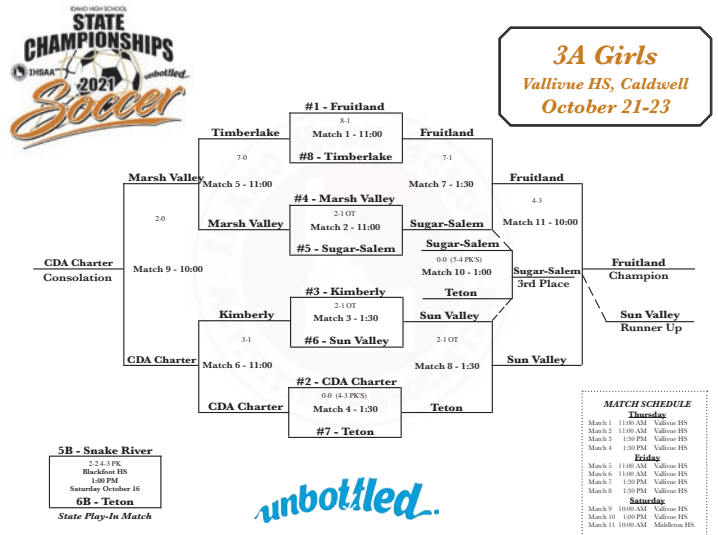 IDAHO HIGH SCHOOL
STATE
CHAMPIONSHIPS
IHSAA
unbottled.
2021
Soccer
3A Girls
Vallivue HS, Caldwell
October 21-23
#1 - Fruitland
8-1
Match 1 - 11:00
#8 - Timberlake
Timberlake
7-0
Match 5 - 11:00
Marsh Valley
Marsh Valley
#4 - Marsh Valley
2-1 OT
Match 2 - 11:00
#5 - Sugar-Salem
Fruitland
7-1
Match 7 - 1:30
Sugar-Salem
Fruitland
4-3
Match 11 - 10:00
Sugar-Salem
0-0 (5-4 PK'S)
Match 10 - 1:00
Teton
Sugar-Salem
3rd Place
2-0
Match 9 - 10:00
CDA Charter
Consolation
Fruitland
Champion
Sun Valley
Runner Up
#3 - Kimberly
2-1 OT
Match 3 - 1:30
#6 - Sun Valley
Kimberly
3-1
Match 6 - 11:00
CDA Charter
CDA Charter
#2 - CDA Charter
0-0 (4-3 PK'S)
Match 4 - 1:30
#7 - Teton
Sun Valley
2-1 OT
Match 8 - 1:30
Teton
Sun Valley
5B - Snake River
2-2 4-3 PK
Blackfoot HS
1:00 PM
Saturday October 16
6B - Teton
State Play-In Match
unbottled.
MATCH SCHEDULE
Thursday
Match 1 11:00 AM Vallivue HS
Match 2 11:00 AM Vallivue HS
Match 3 1:30 PM Vallivue HS
Match 4 1:30 PM Vallivue HS
Friday
Match 5 11:00 AM Vallivue HS
Match 6 11:00 AM Vallivue HS
Match 7 1:30 PM Vallivue HS
Match 8 1:30 PM Vallivue HS
Saturday
Match 9 10:00 AM Vallivue HS
Match 10 1:00 PM Vallivue HS
Match 11 10:00 AM Middleton HS